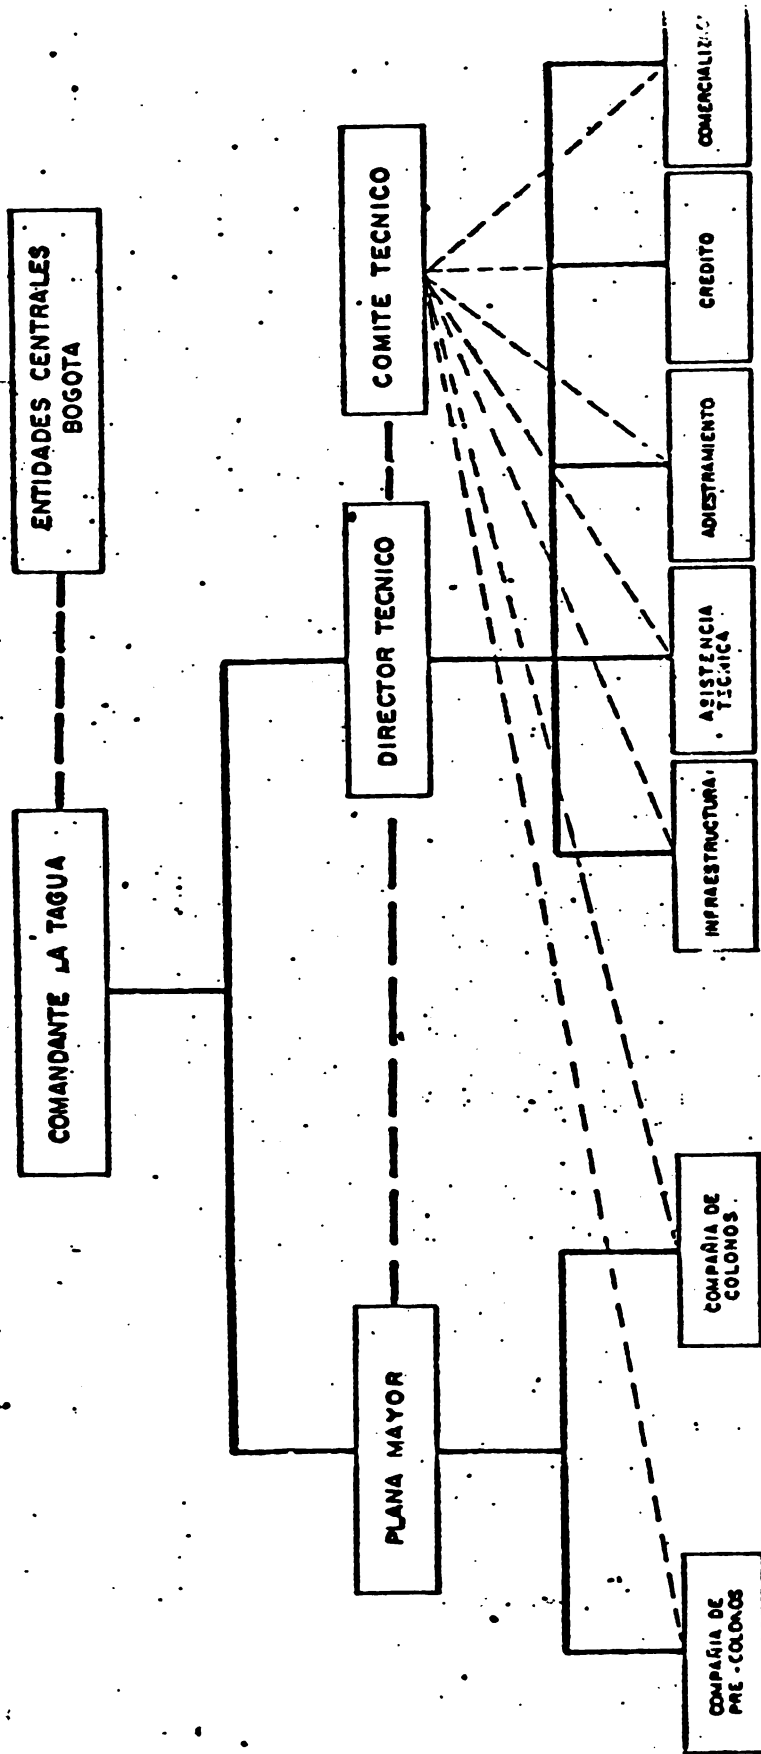 COMANDANTE LA TAGUA
ENTIDADES CENTRALES
BOGOTA
PLANA MAYOR
DIRECTOR TECNICO
COMITE TECNICO
COMPAÑIA DE
PRE-COLONOS
COMPAÑIA DE
COLONOS
INFRAESTRUCTURA
ASISTENCIA
TECNICA
ADIESTRAMIENTO
CREDITO
COMERCIALIZAC